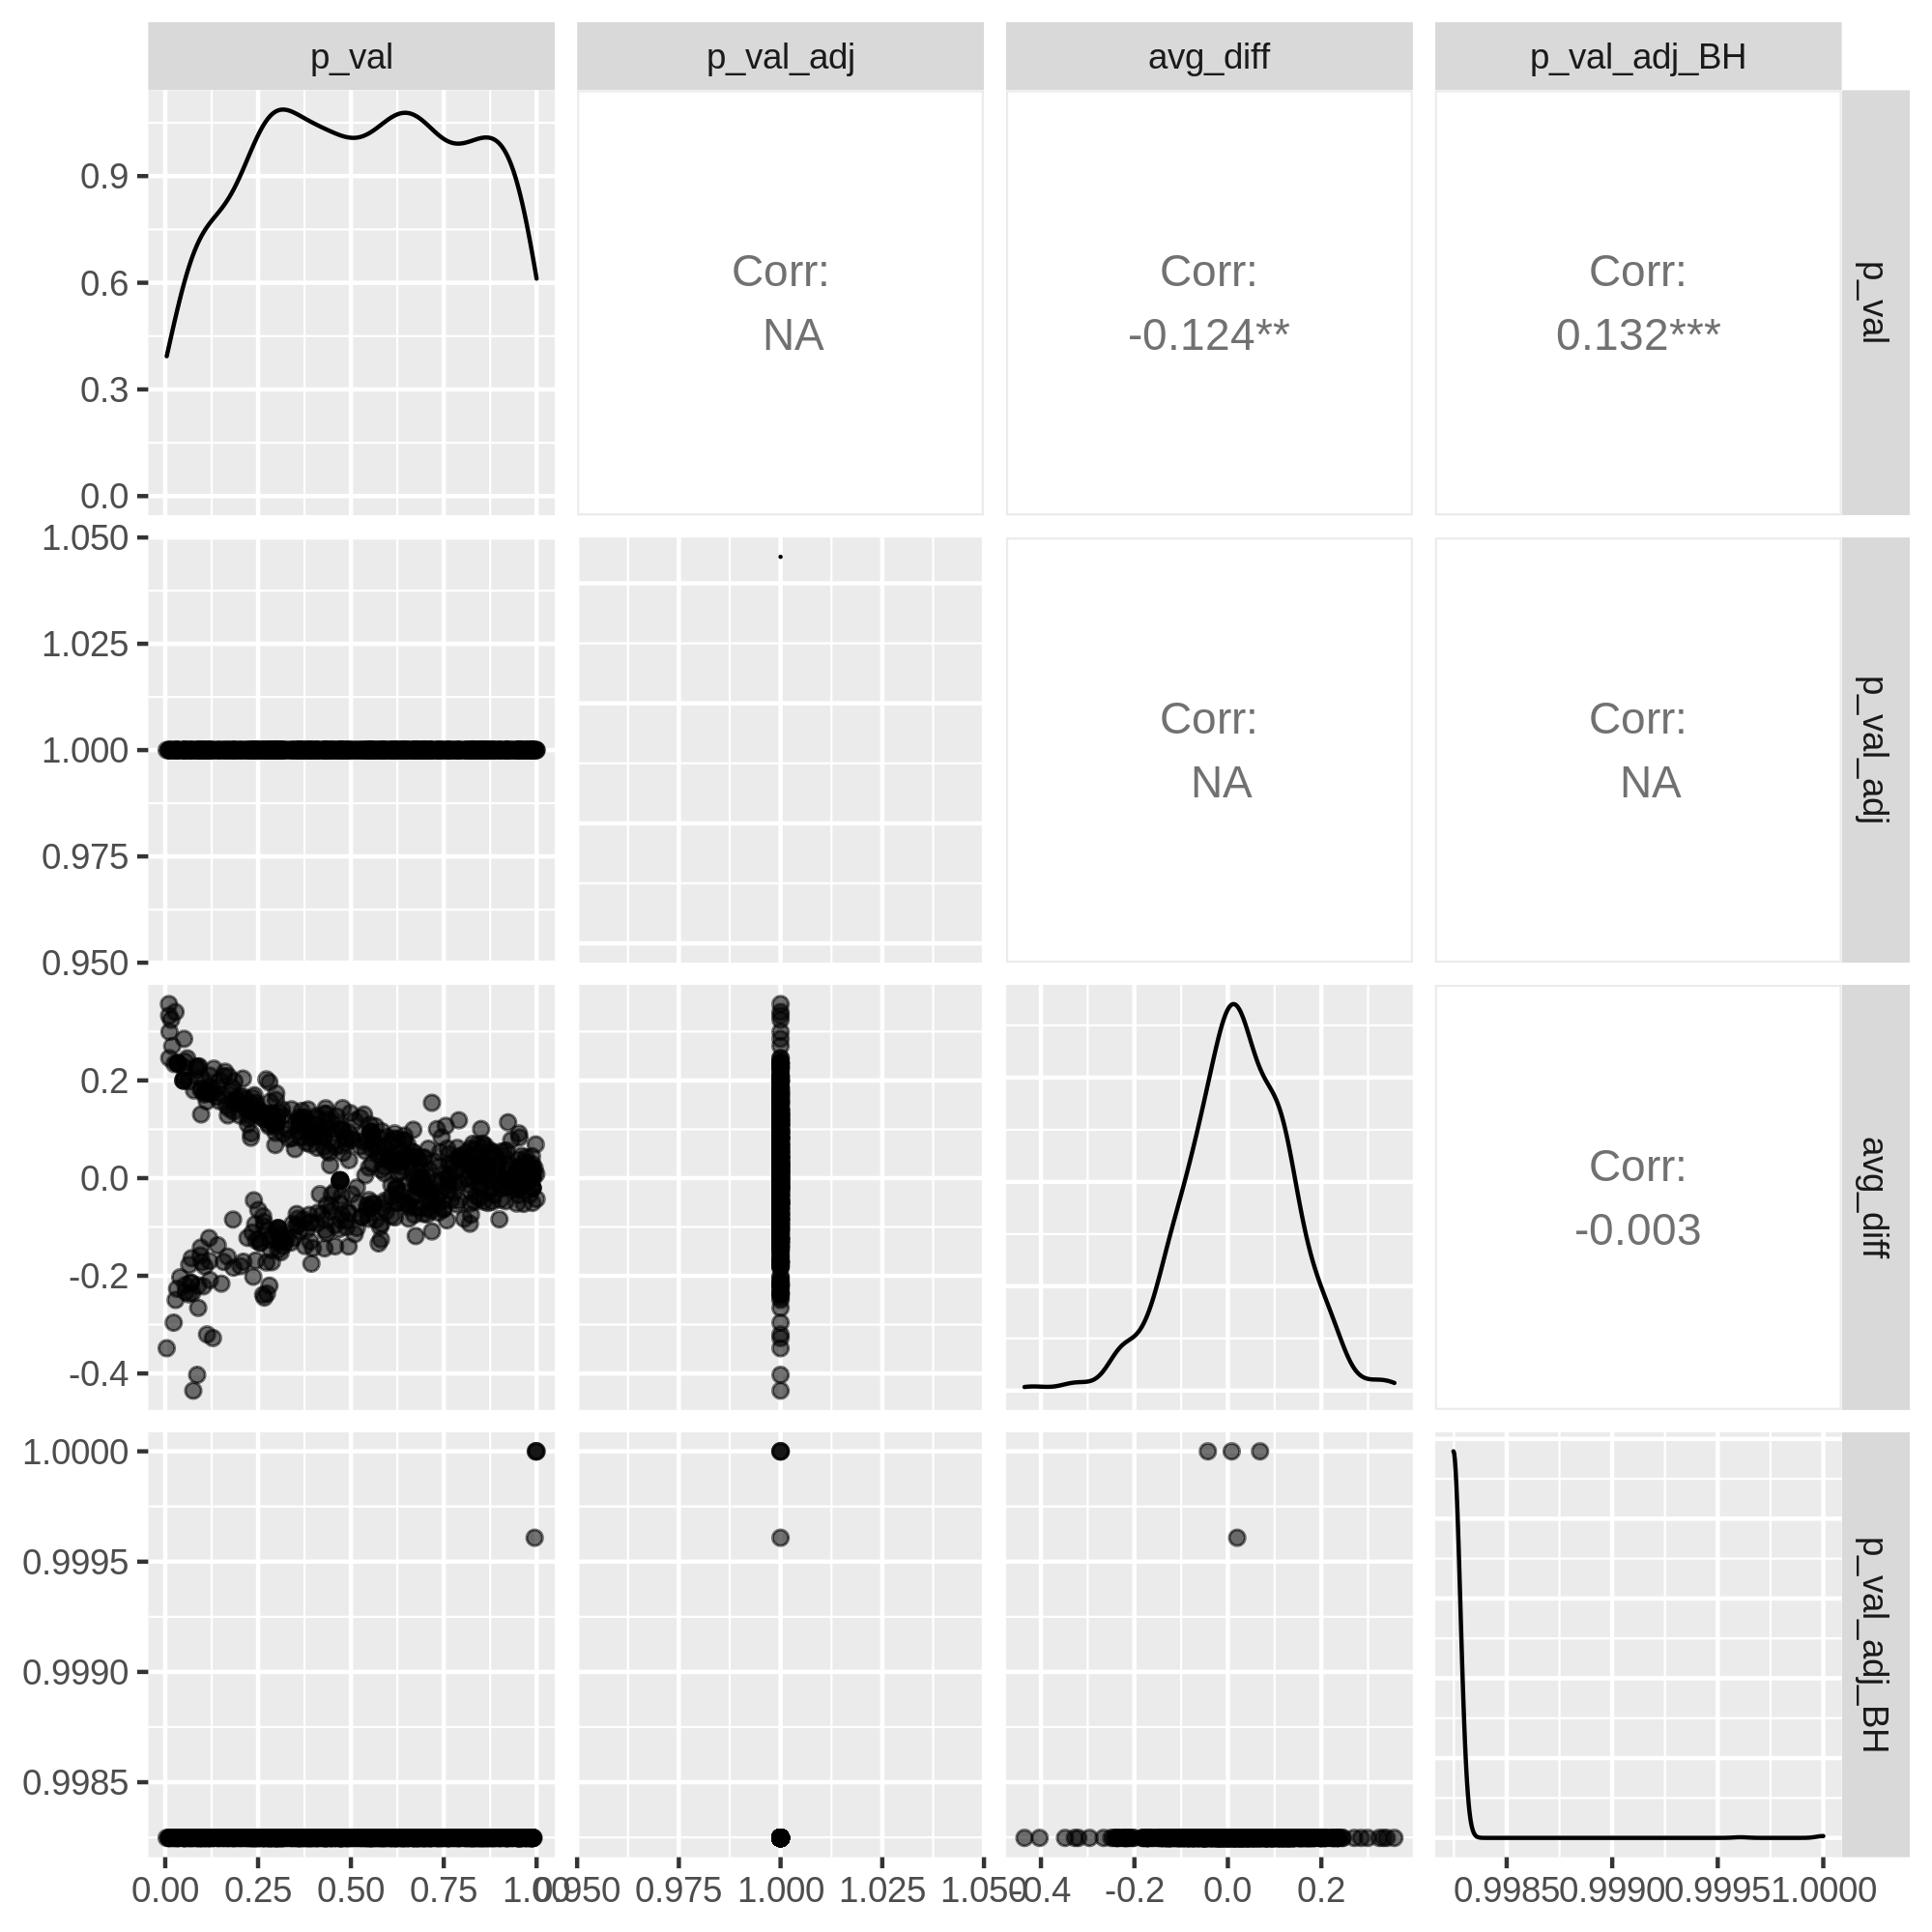 p_val
p_val_adj
avg_diff
p_val_adj_BH
0.9
0.6
0.3
0.0
Corr:
NA
Corr:
-0.124**
Corr:
0.132***
p_val
1.050
1.025
1.000
0.975
0.950
Corr:
NA
Corr:
NA
p_val_adj
0.2
0.0
-0.2
-0.4
Corr:
-0.003
avg_diff
1.0000
0.9995
0.9990
0.9985
p_val_adj_BH
0.00 0.25 0.50 0.75 1.00
0.950 0.975 1.000 1.025 1.050
-0.4 -0.2 0.0 0.2
0.9985 0.9990 0.9995 1.0000